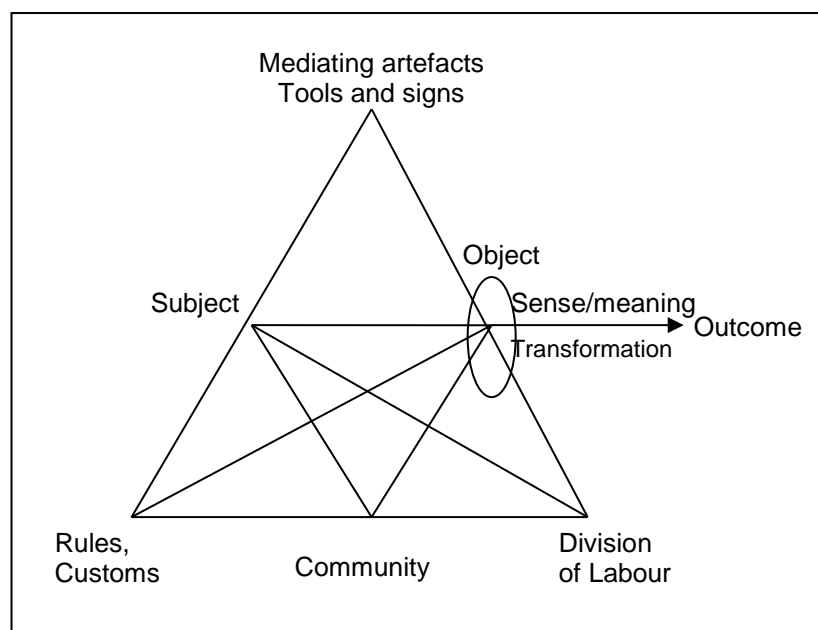 Mediating artefacts
Tools and signs
Object
Subject
Sense/meaning
Outcome
Transformation
Rules,
Customs
Community
Division
of Labour